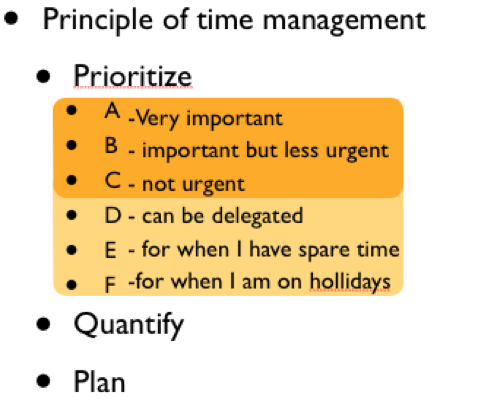 • Principle of time management
• Prioritize
• A -Very important
• B - important but less urgent
• C - not urgent
• D - can be delegated
• E - for when I have spare time
• F -for when I am on hollidays
• Quantify
• Plan